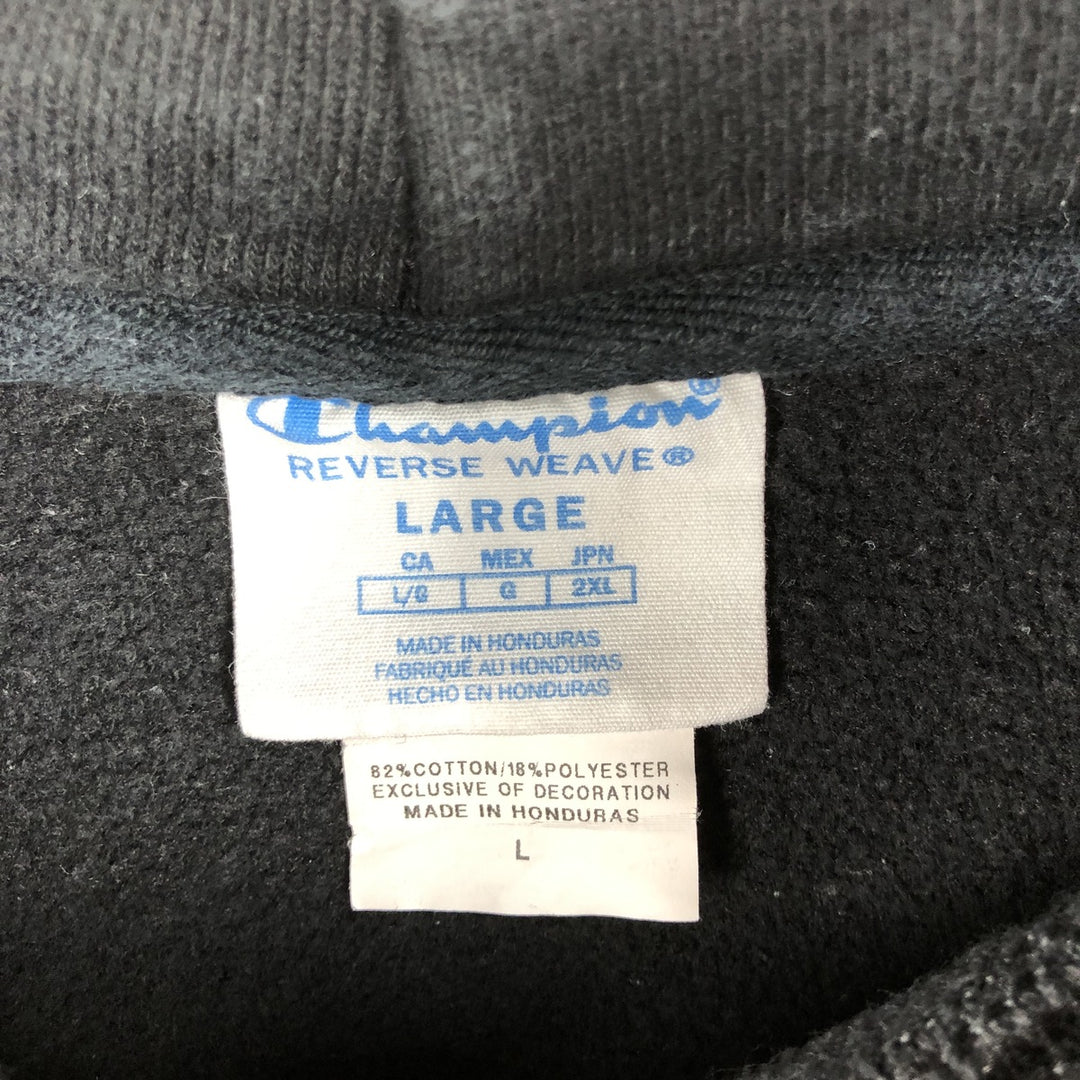 Champion®
REVERSE WEAVE®
LARGE
CA MEX JPN
L/G G 2XL
MADE IN HONDURAS
FABRIQUÉ AU HONDURAS
HECHO EN HONDURAS
82%COTTON/18%POLYESTER
EXCLUSIVE OF DECORATION
MADE IN HONDURAS
L